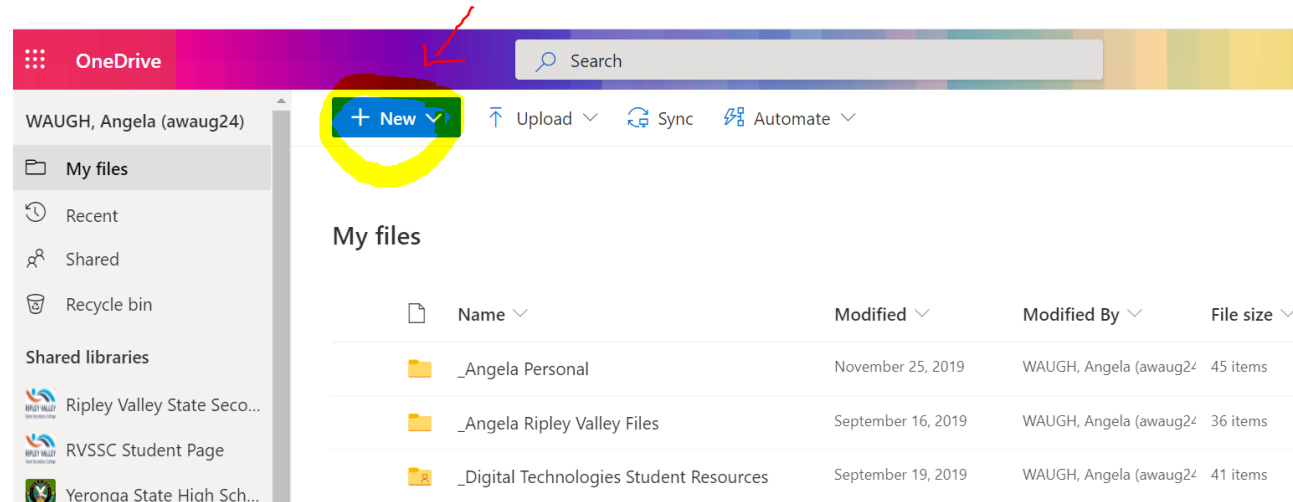 OneDrive
Search
WAUGH, Angela (awaug24)
+ New
Upload
Sync
Automate
My files
Recent
Shared
Recycle bin
Shared libraries
Ripley Valley State Seco...
RVSSC Student Page
Yeronga State High Sch...
My files
Name Modified Modified By File size
_Angela Personal November 25, 2019 WAUGH, Angela (awaug24 45 items
_Angela Ripley Valley Files September 16, 2019 WAUGH, Angela (awaug24 36 items
_Digital Technologies Student Resources September 19, 2019 WAUGH, Angela (awaug24 41 items